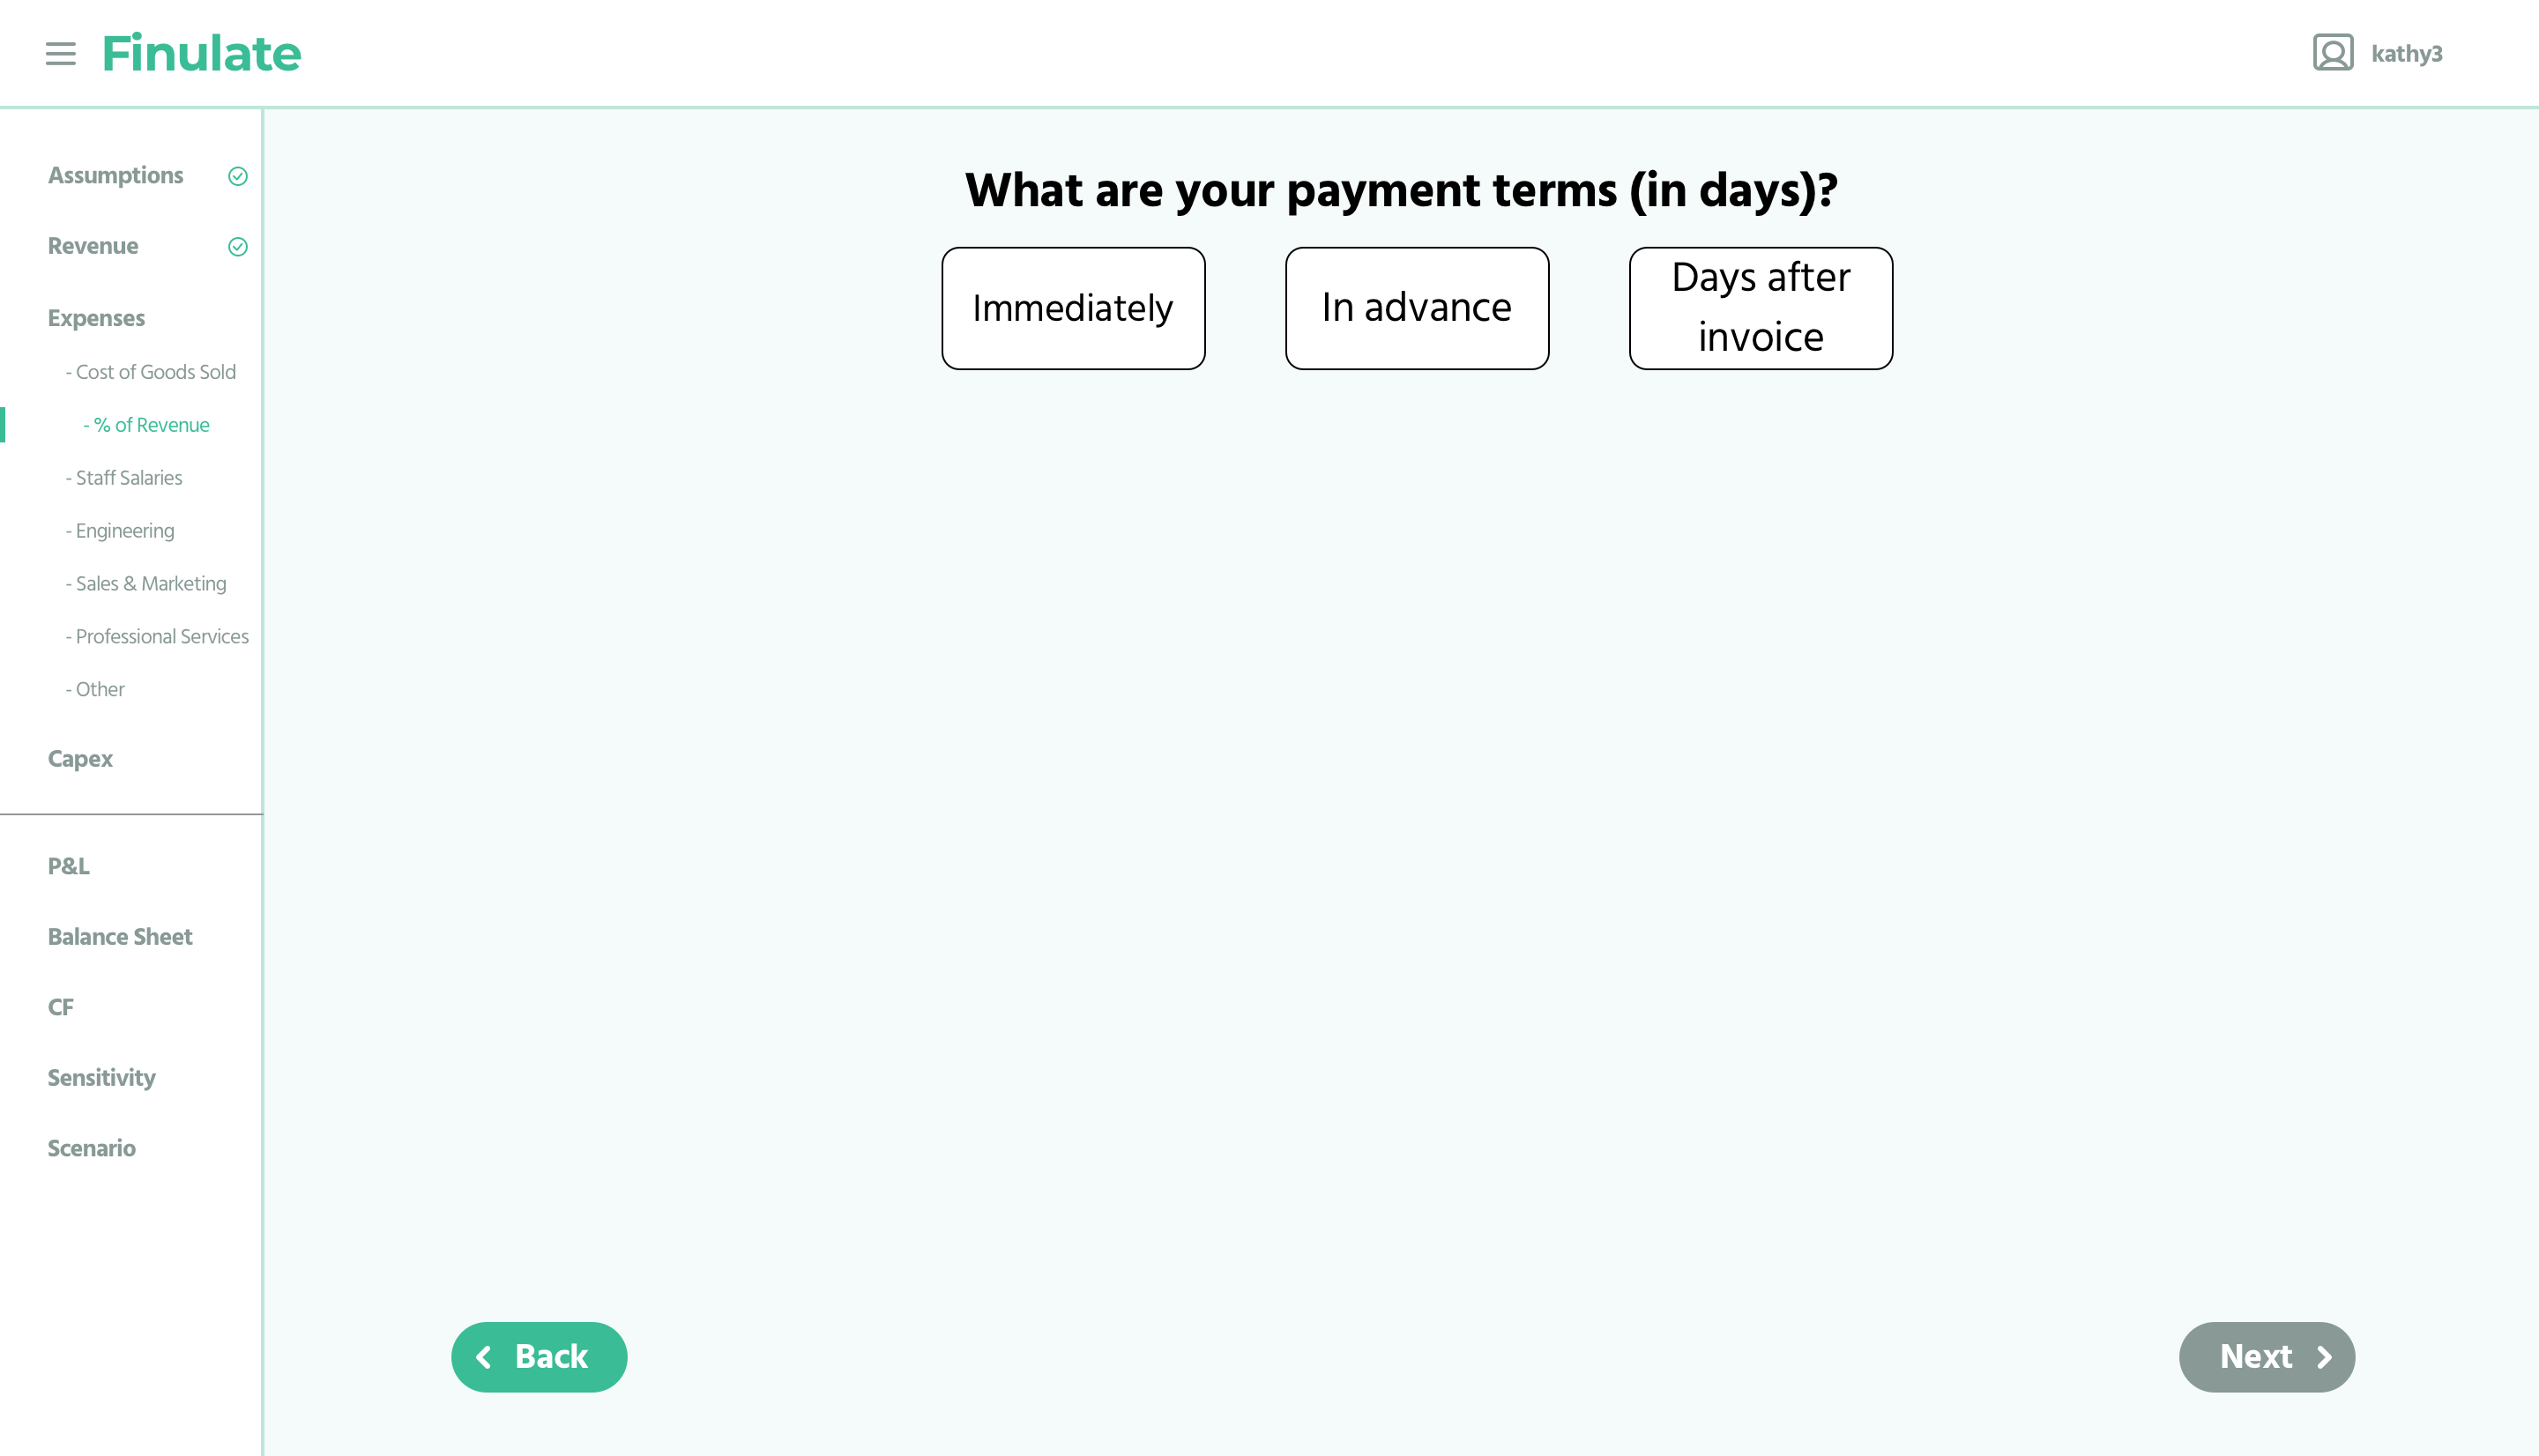 Finulate
kathy3
Assumptions
Revenue
Expenses
- Cost of Goods Sold
- % of Revenue
- Staff Salaries
- Engineering
- Sales & Marketing
- Professional Services
- Other
Capex
P&L
Balance Sheet
CF
Sensitivity
Scenario
What are your payment terms (in days)?
Immediately
In advance
Days after
invoice
Back
Next